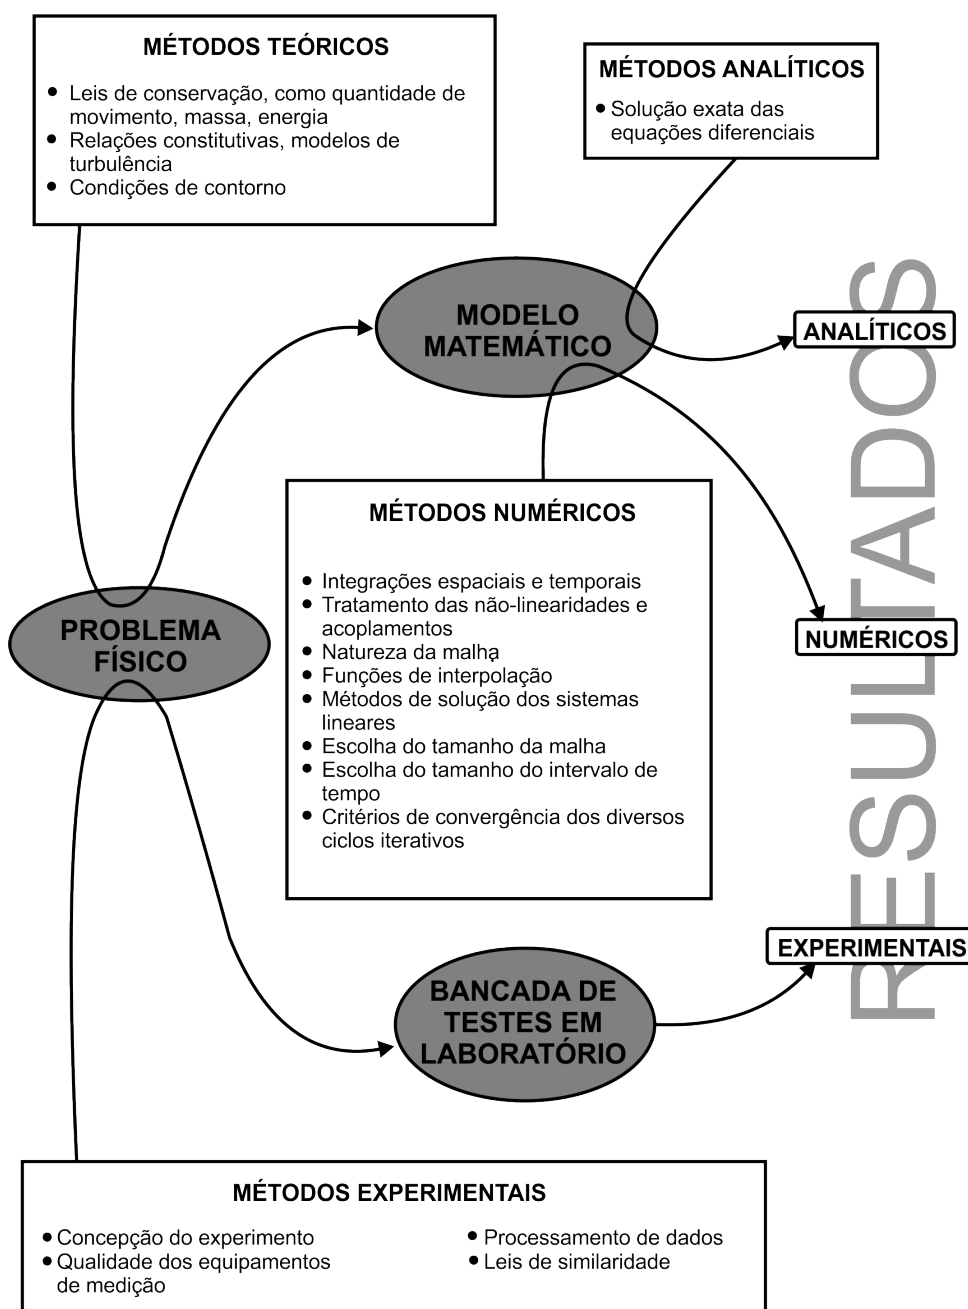 MÉTODOS TEÓRICOS
• Leis de conservação, como quantidade de
movimento, massa, energia
• Relações constitutivas, modelos de
turbulência
• Condições de contorno
MÉTODOS ANALÍTICOS
• Solução exata das
equações diferenciais
MODELO
MATEMÁTICO
ANALÍTICOS
RESULTADOS
MÉTODOS NUMÉRICOS
• Integrações espaciais e temporais
• Tratamento das não-linearidades e
acoplamentos
• Natureza da malha
• Funções de interpolação
• Métodos de solução dos sistemas
lineares
• Escolha do tamanho da malha
• Escolha do tamanho do intervalo de
tempo
• Critérios de convergência dos diversos
ciclos iterativos
PROBLEMA
FÍSICO
NUMÉRICOS
EXPERIMENTAIS
BANCADA DE
TESTES EM
LABORATÓRIO
MÉTODOS EXPERIMENTAIS
• Concepção do experimento
• Qualidade dos equipamentos
de medição
• Processamento de dados
• Leis de similaridade